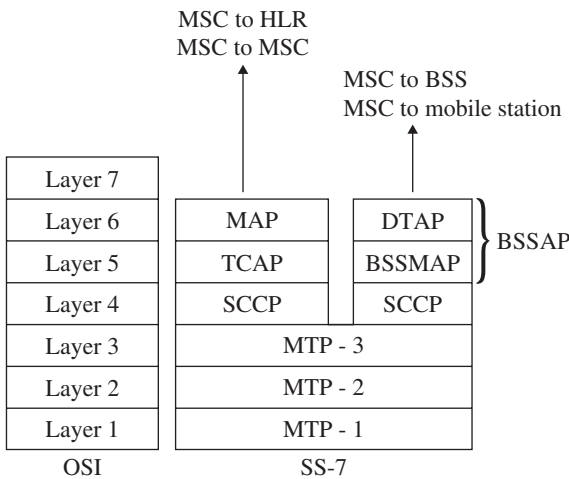 MSC to HLR
MSC to MSC
MSC to BSS
MSC to mobile station
Layer 7
Layer 6
MAP
DTAP
BSSAP
Layer 5
TCAP
BSSMAP
Layer 4
SCCP
SCCP
Layer 3
MTP - 3
Layer 2
MTP - 2
Layer 1
MTP - 1
OSI
SS-7